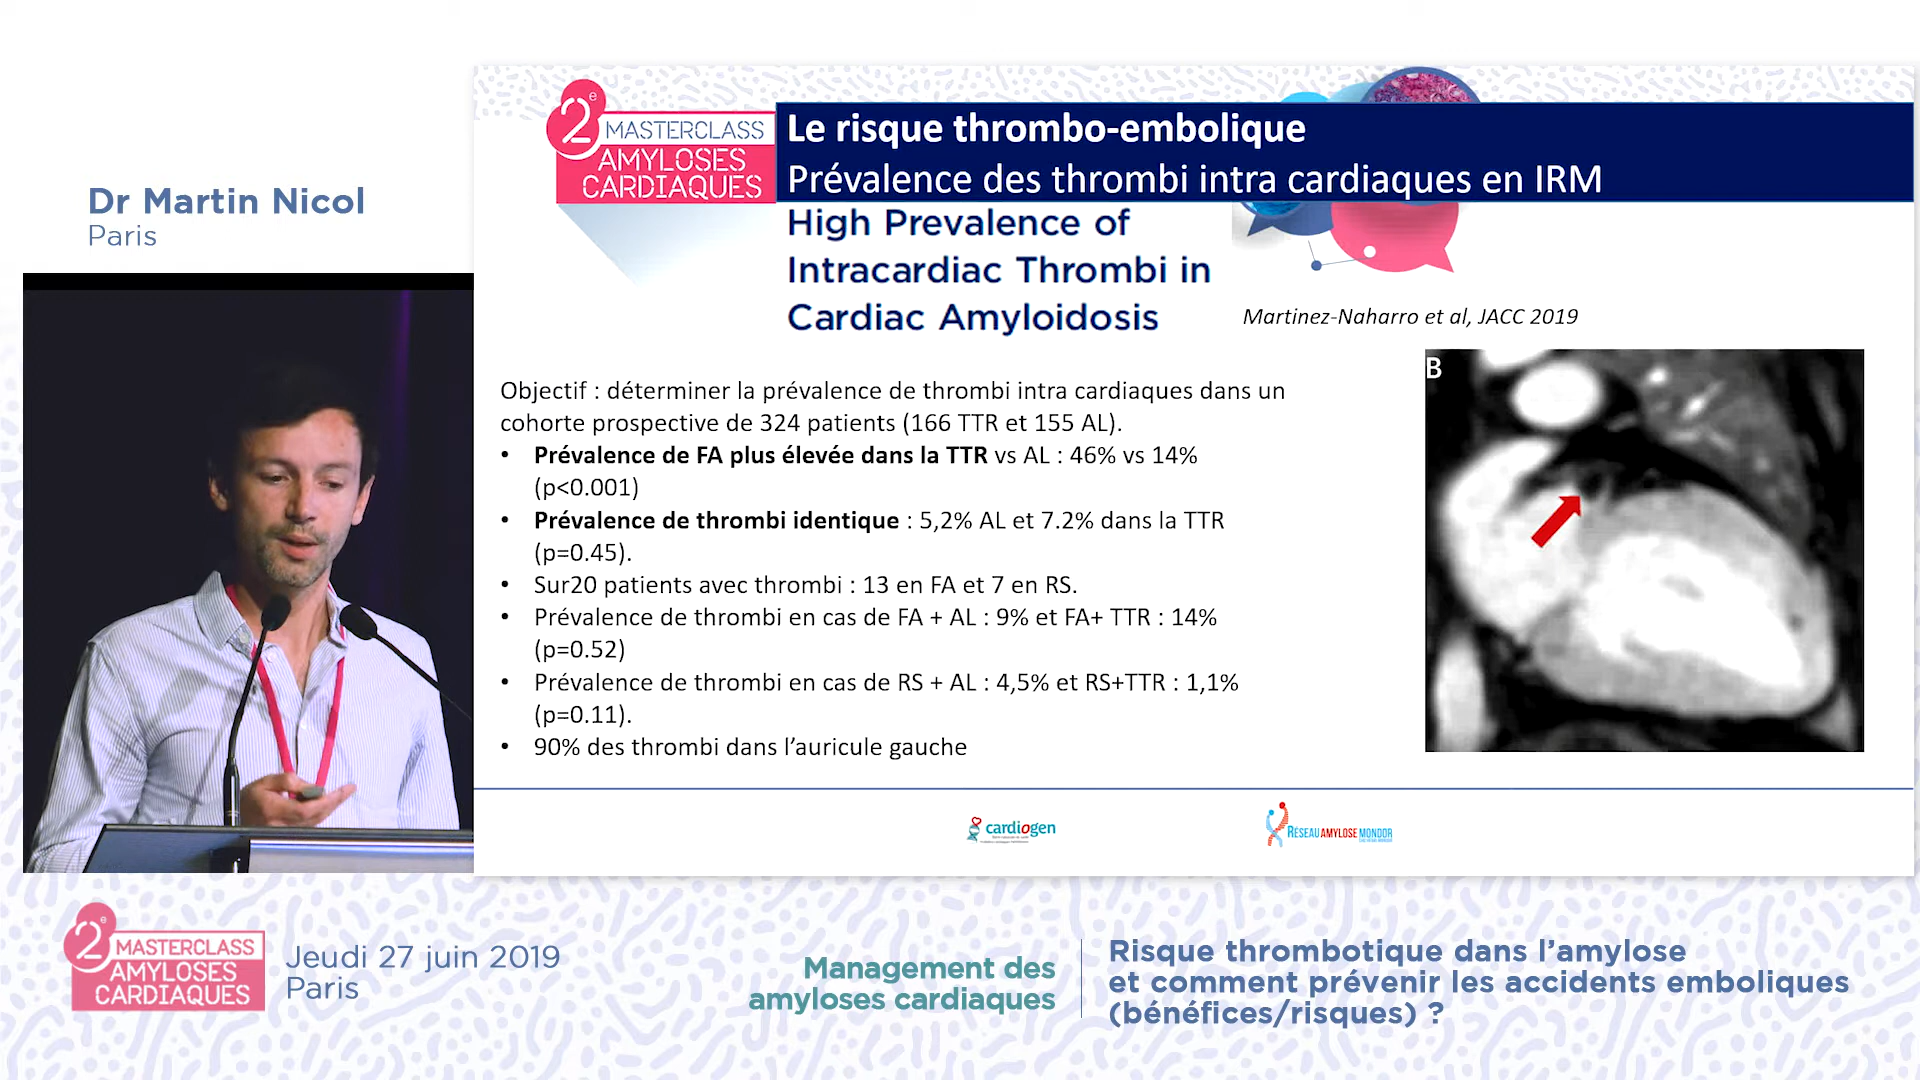 Dr Martin Nicol
Paris
2e
MASTERCLASS
AMYLOSES
CARDIAQUES
Le risque thrombo-embolique
Prévalence des thrombi intra cardiaques en IRM
High Prevalence of
Intracardiac Thrombi in
Cardiac Amyloidosis
Martinez-Naharro et al, JACC 2019
Objectif : déterminer la prévalence de thrombi intra cardiaques dans un
cohorte prospective de 324 patients (166 TTR et 155 AL).
• Prévalence de FA plus élevée dans la TTR vs AL : 46% vs 14%
(p<0.001)
• Prévalence de thrombi identique : 5,2% AL et 7.2% dans la TTR
(p=0.45).
• Sur20 patients avec thrombi : 13 en FA et 7 en RS.
• Prévalence de thrombi en cas de FA + AL : 9% et FA+ TTR : 14%
(p=0.52)
• Prévalence de thrombi en cas de RS + AL : 4,5% et RS+TTR : 1,1%
(p=0.11).
• 90% des thrombi dans l’auricule gauche
B
cardiogen
RÉSEAU AMYLOSE MONDOR
2e
MASTERCLASS
AMYLOSES
CARDIAQUES
Jeudi 27 juin 2019
Paris
Management des
amyloses cardiaques
Risque thrombotique dans l’amylose
et comment prévenir les accidents emboliques
(bénéfices/risques) ?